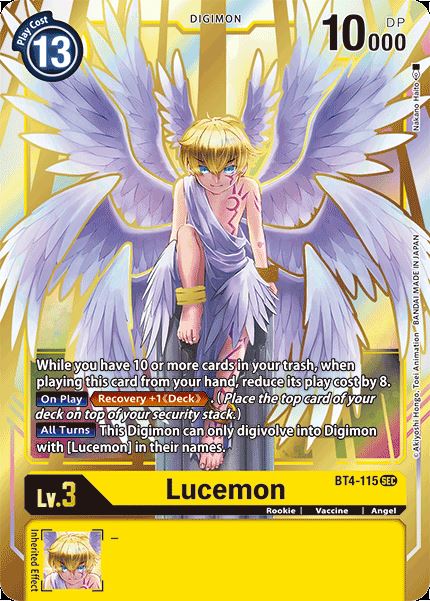 Play Cost
13
DIGIMON
10000
DP
Nakano Haito
While you have 10 or more cards in your trash, when
playing this card from your hand, reduce its play cost by 8.
On Play Recovery +1《Deck》. (Place the top card of your
deck on top of your security stack.)
All Turns This Digimon can only digivolve into Digimon
with [Lucemon] in their names.
©Akiyoshi Hongo, Toei Animation BANDAI MADE IN JAPAN
Lv.3
Lucemon
BT4-115 SEC
Rookie | Vaccine | Angel
Inherited Effect
–